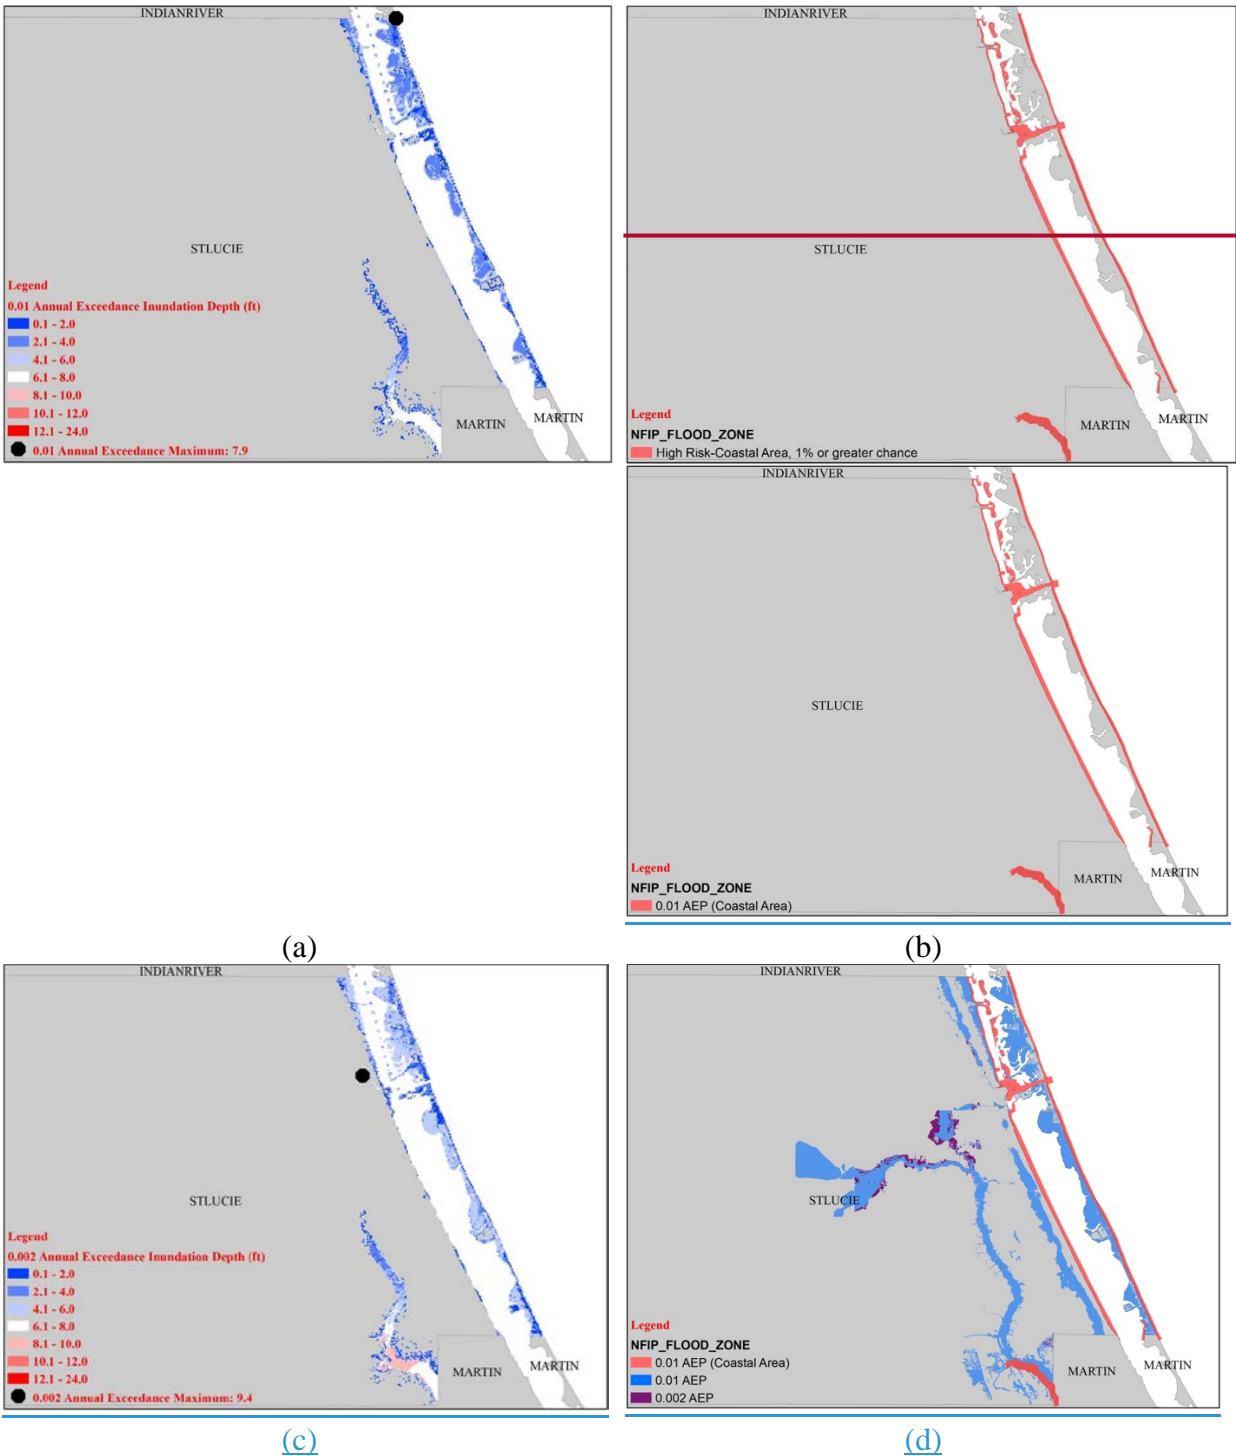 INDIANRIVER
STLUCIE
MARTIN
MARTIN
Legend
0.01 Annual Exceedance Inundation Depth (ft)
0.1 - 2.0
2.1 - 4.0
4.1 - 6.0
6.1 - 8.0
8.1 - 10.0
10.1 - 12.0
12.1 - 24.0
0.01 Annual Exceedance Maximum: 7.9
INDIANRIVER
STLUCIE
MARTIN
MARTIN
Legend
NFIP_FLOOD_ZONE
High Risk-Coastal Area, 1% or greater chance
INDIANRIVER
STLUCIE
MARTIN
MARTIN
Legend
NFIP_FLOOD_ZONE
0.01 AEP (Coastal Area)
(a)
(b)
INDIANRIVER
STLUCIE
MARTIN
MARTIN
Legend
0.002 Annual Exceedance Inundation Depth (ft)
0.1 - 2.0
2.1 - 4.0
4.1 - 6.0
6.1 - 8.0
8.1 - 10.0
10.1 - 12.0
12.1 - 24.0
0.002 Annual Exceedance Maximum: 9.4
INDIANRIVER
STLUCIE
MARTIN
MARTIN
Legend
NFIP_FLOOD_ZONE
0.01 AEP (Coastal Area)
0.01 AEP
0.002 AEP
(c)
(d)